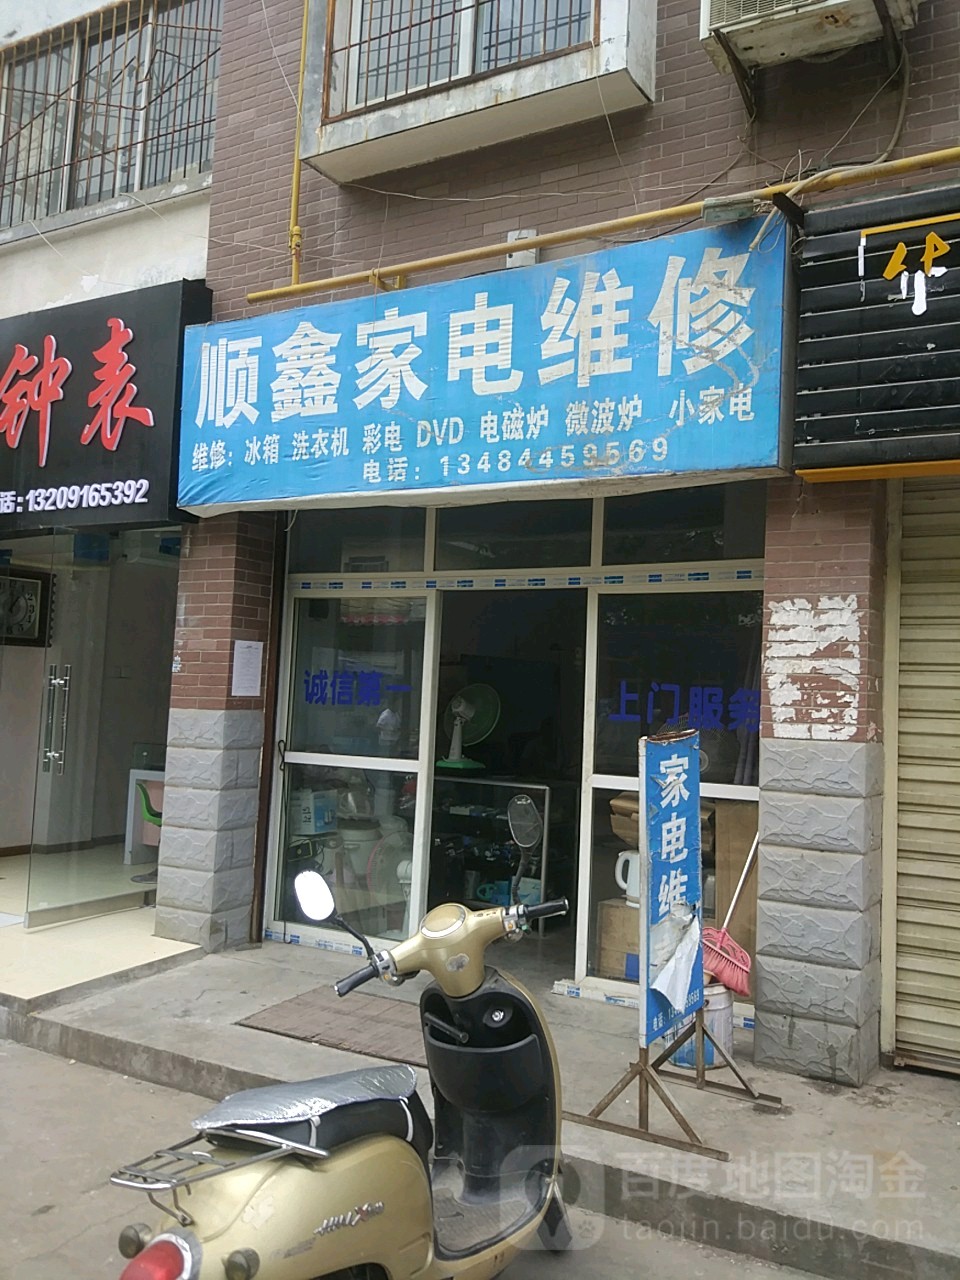 顺鑫家电维修
维修: 冰箱 洗衣机 彩电 DVD 电磁炉 微波炉 小家电
电话: 13484459569
钟表
话:13209165392
诚信第一
上门服务
家电维
百度地图淘金
taojin.baidu.com